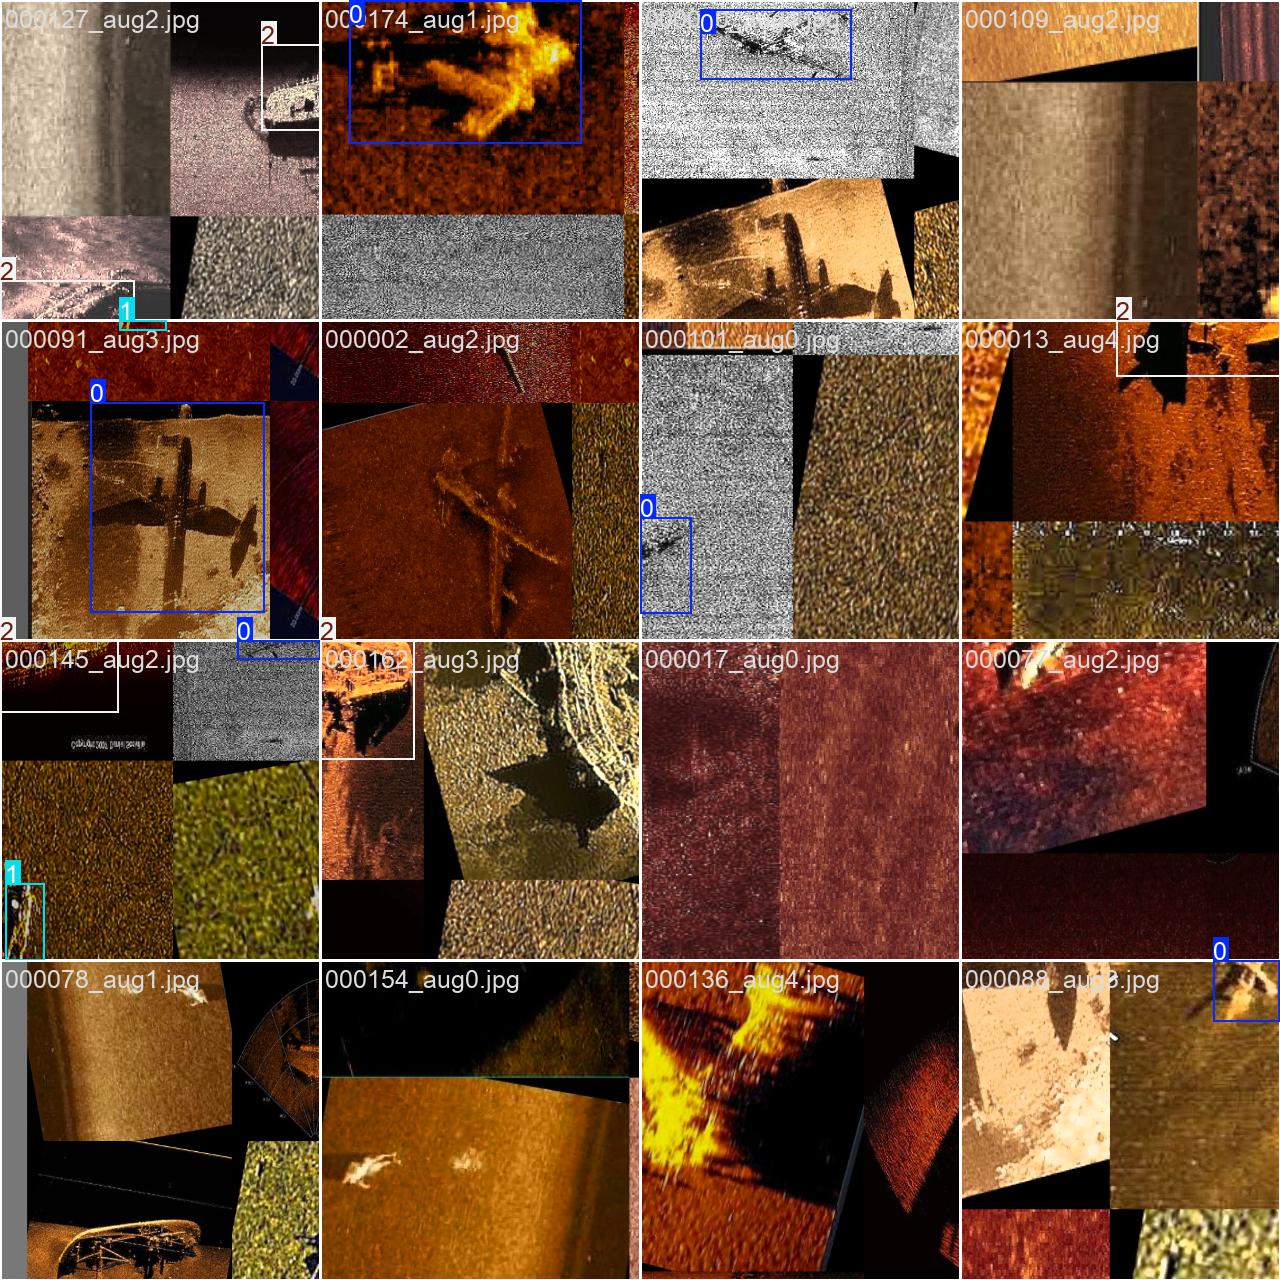 000127_aug2.jpg
2
2
1
000174_aug1.jpg
0
0
000109_aug2.jpg
000091_aug3.jpg
0
000002_aug2.jpg
000101_aug0.jpg
0
000013_aug4.jpg
2
000145_aug2.jpg
2
0
1
000162_aug3.jpg
2
000017_aug0.jpg
000077_aug2.jpg
000078_aug1.jpg
000154_aug0.jpg
000136_aug4.jpg
000088_aug3.jpg
0